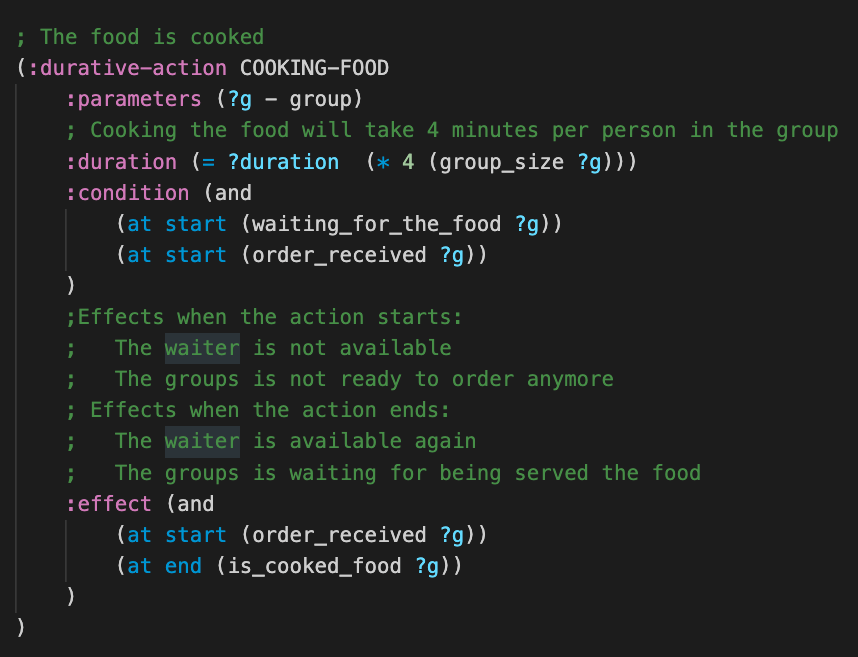 ; The food is cooked
(:durative-action COOKING-FOOD
    :parameters (?g - group)
    ; Cooking the food will take 4 minutes per person in the group
    :duration (= ?duration  (* 4 (group_size ?g)))
    :condition (and
        (at start (waiting_for_the_food ?g))
        (at start (order_received ?g))
    )
    ;Effects when the action starts:
    ;   The waiter is not available
    ;   The groups is not ready to order anymore
    ; Effects when the action ends:
    ;   The waiter is available again
    ;   The groups is waiting for being served the food
    :effect (and
        (at start (order_received ?g))
        (at end (is_cooked_food ?g))
    )
)